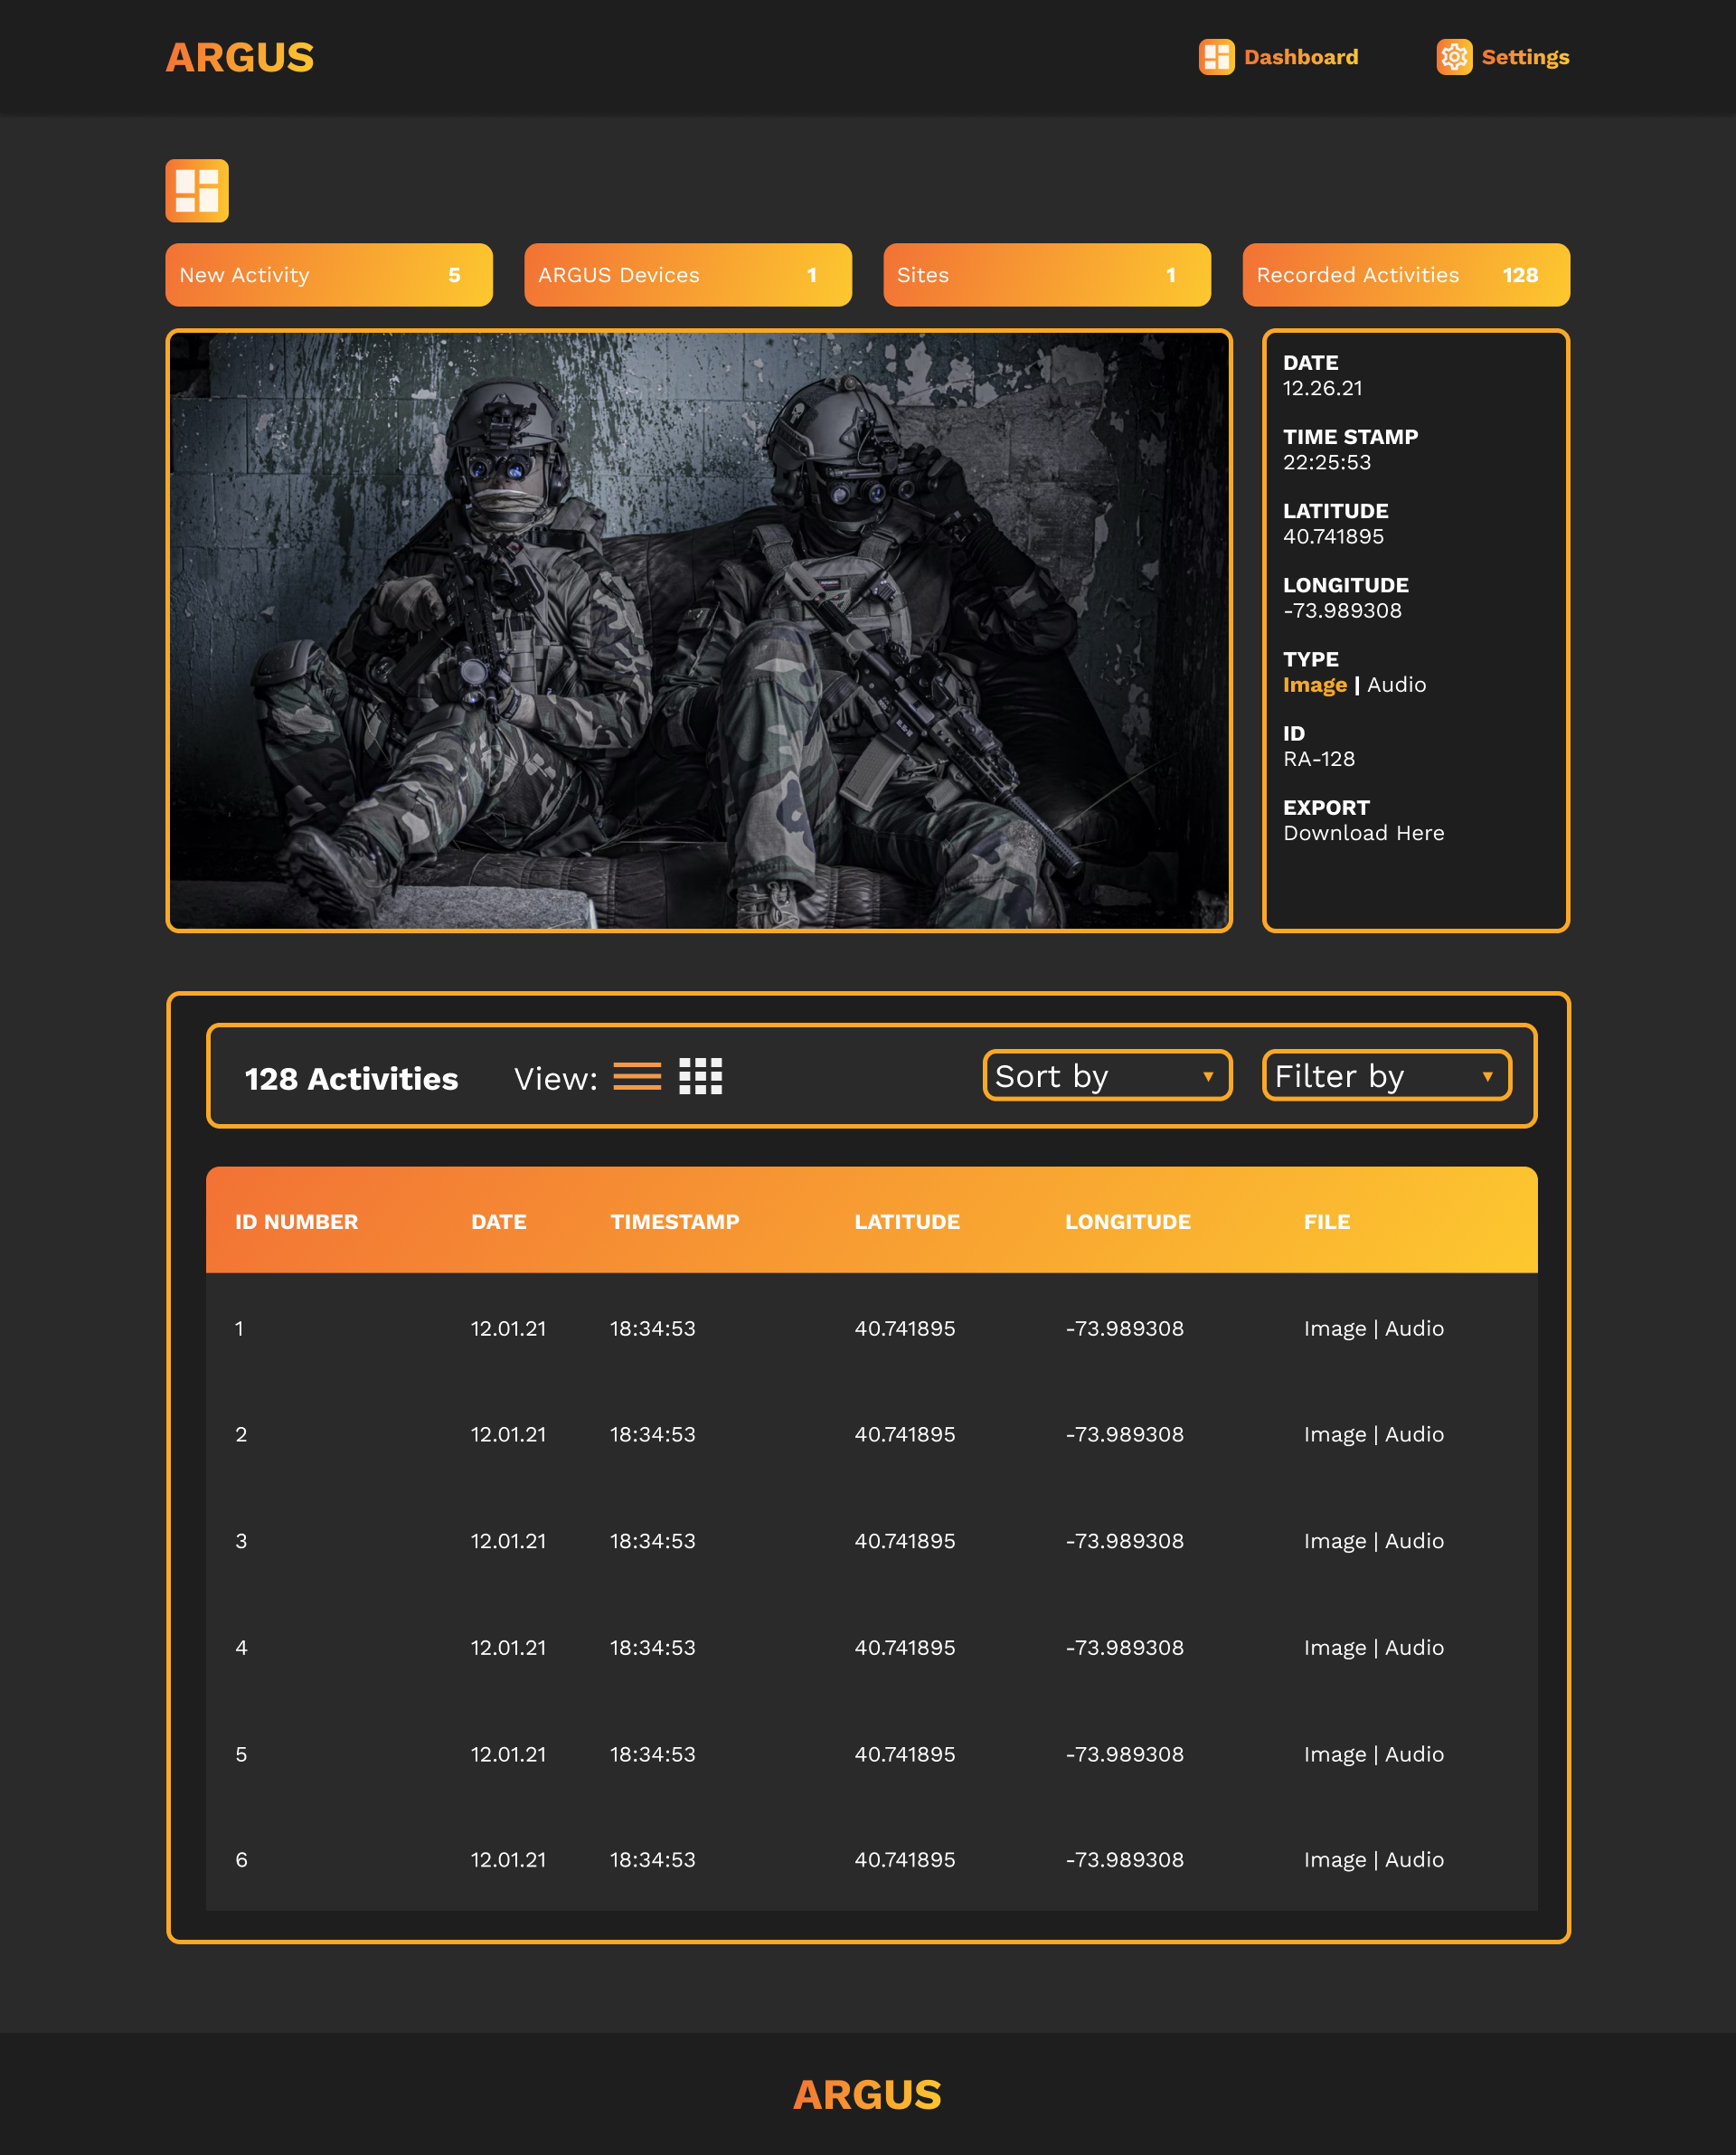 ARGUS
Dashboard
Settings
New Activity 5
ARGUS Devices 1
Sites 1
Recorded Activities 128
DATE
12.26.21
TIME STAMP
22:25:53
LATITUDE
40.741895
LONGITUDE
-73.989308
TYPE
Image | Audio
ID
RA-128
EXPORT
Download Here
128 Activities View:
Sort by ▼
Filter by ▼
ID NUMBER DATE TIMESTAMP LATITUDE LONGITUDE FILE
1 12.01.21 18:34:53 40.741895 -73.989308 Image | Audio
2 12.01.21 18:34:53 40.741895 -73.989308 Image | Audio
3 12.01.21 18:34:53 40.741895 -73.989308 Image | Audio
4 12.01.21 18:34:53 40.741895 -73.989308 Image | Audio
5 12.01.21 18:34:53 40.741895 -73.989308 Image | Audio
6 12.01.21 18:34:53 40.741895 -73.989308 Image | Audio
ARGUS